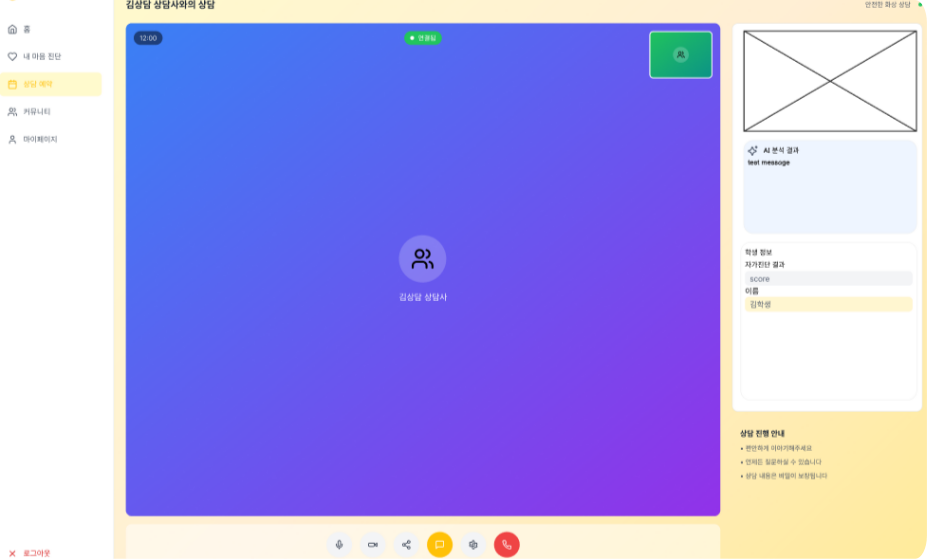 김상담 상담사와의 상담
안전한 화상 상담
홈
내 마음 진단
상담 예약
커뮤니티
마이페이지
로그아웃
12:00
연결됨
김상담 상담사
AI 분석 결과
test message
학생 정보
자가진단 결과
score
이름
김학생
상담 진행 안내
• 편안하게 이야기해주세요
• 언제든 질문하실 수 있습니다
• 상담 내용은 비밀이 보장됩니다